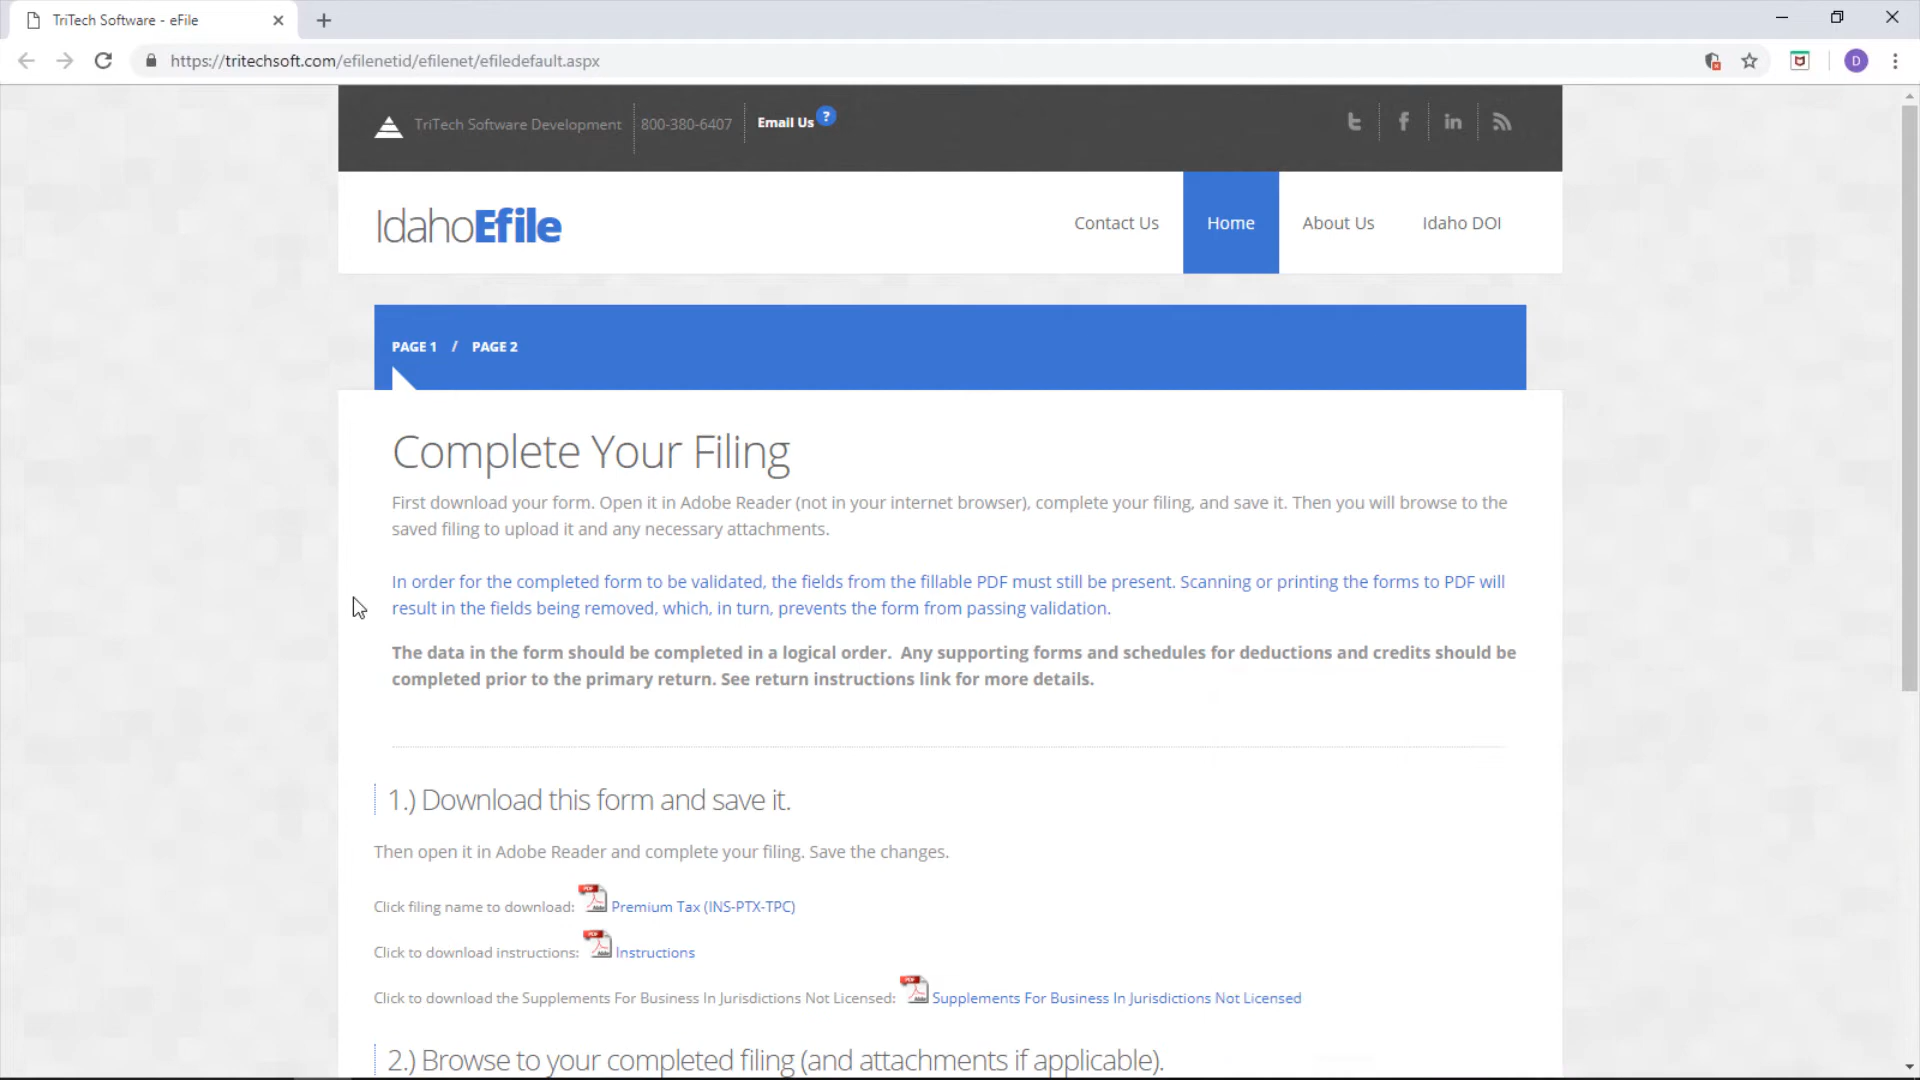 TriTech Software - eFile
https://tritechsoft.com/efilenetid/efilenet/efiledefault.aspx
D
TriTech Software Development 800-380-6407 Email Us ?
IdahoEfile
Contact Us Home About Us Idaho DOI
PAGE 1 / PAGE 2
Complete Your Filing
First download your form. Open it in Adobe Reader (not in your internet browser), complete your filing, and save it. Then you will browse to the
saved filing to upload it and any necessary attachments.
In order for the completed form to be validated, the fields from the fillable PDF must still be present. Scanning or printing the forms to PDF will
result in the fields being removed, which, in turn, prevents the form from passing validation.
The data in the form should be completed in a logical order. Any supporting forms and schedules for deductions and credits should be
completed prior to the primary return. See return instructions link for more details.
1.) Download this form and save it.
Then open it in Adobe Reader and complete your filing. Save the changes.
Click filing name to download: Premium Tax (INS-PTX-TPC)
Click to download instructions: Instructions
Click to download the Supplements For Business In Jurisdictions Not Licensed: Supplements For Business In Jurisdictions Not Licensed
2.) Browse to your completed filing (and attachments if applicable).